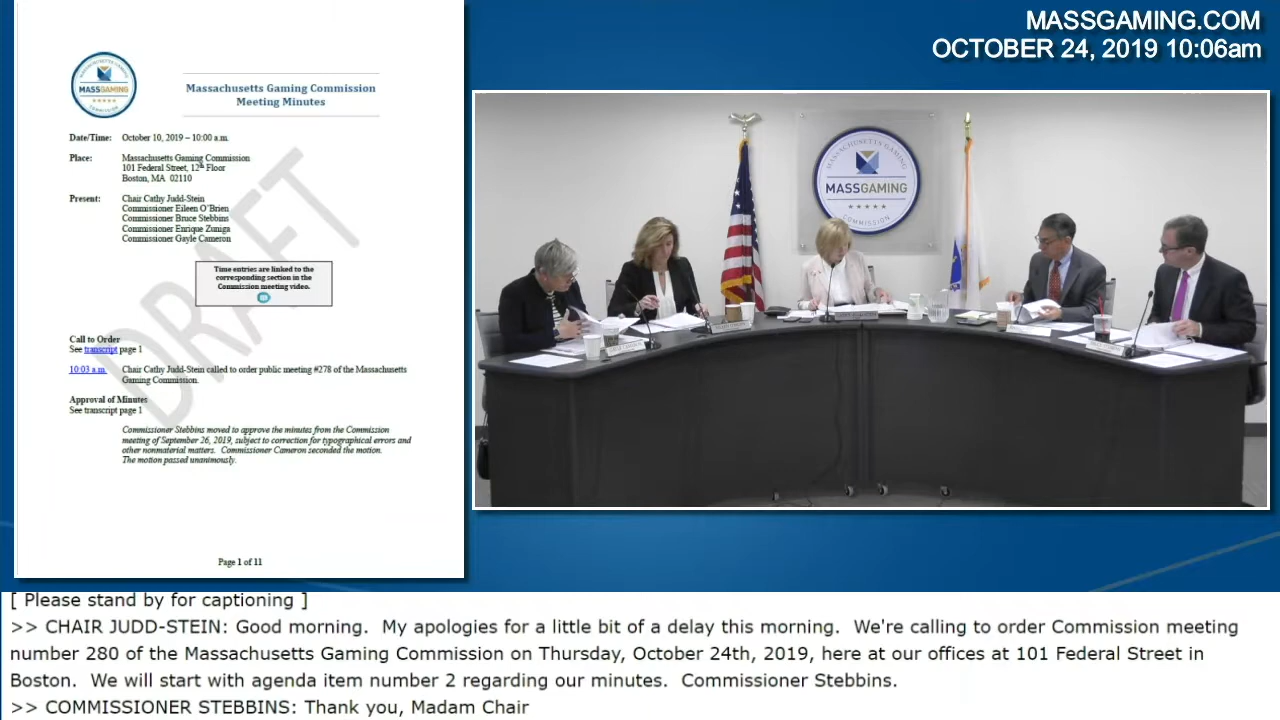 MASSGAMING.COM
OCTOBER 24, 2019 10:06am
MASSGAMING
Massachusetts Gaming Commission
Meeting Minutes
Date/Time: October 10, 2019 – 10:00 a.m.
Place: Massachusetts Gaming Commission
101 Federal Street, 12th Floor
Boston, MA 02110
Present: Chair Cathy Judd-Stein
Commissioner Eileen O'Brien
Commissioner Bruce Stebbins
Commissioner Enrique Zuniga
Commissioner Gayle Cameron
Time entries are linked to the
corresponding section in the
Commission meeting video.
DRAFT
Call to Order
See transcript page 1
10:03 a.m. Chair Cathy Judd-Stein called to order public meeting #278 of the Massachusetts
Gaming Commission.
Approval of Minutes
See transcript page 1
Commissioner Stebbins moved to approve the minutes from the Commission
meeting of September 26, 2019, subject to correction for typographical errors and
other nonmaterial matters. Commissioner Cameron seconded the motion.
The motion passed unanimously.
Page 1 of 11
MASSACHUSETTS GAMING
MASSGAMING
COMMISSION
[ Please stand by for captioning ]
>> CHAIR JUDD-STEIN: Good morning. My apologies for a little bit of a delay this morning. We're calling to order Commission meeting
number 280 of the Massachusetts Gaming Commission on Thursday, October 24th, 2019, here at our offices at 101 Federal Street in
Boston. We will start with agenda item number 2 regarding our minutes. Commissioner Stebbins.
>> COMMISSIONER STEBBINS: Thank you, Madam Chair